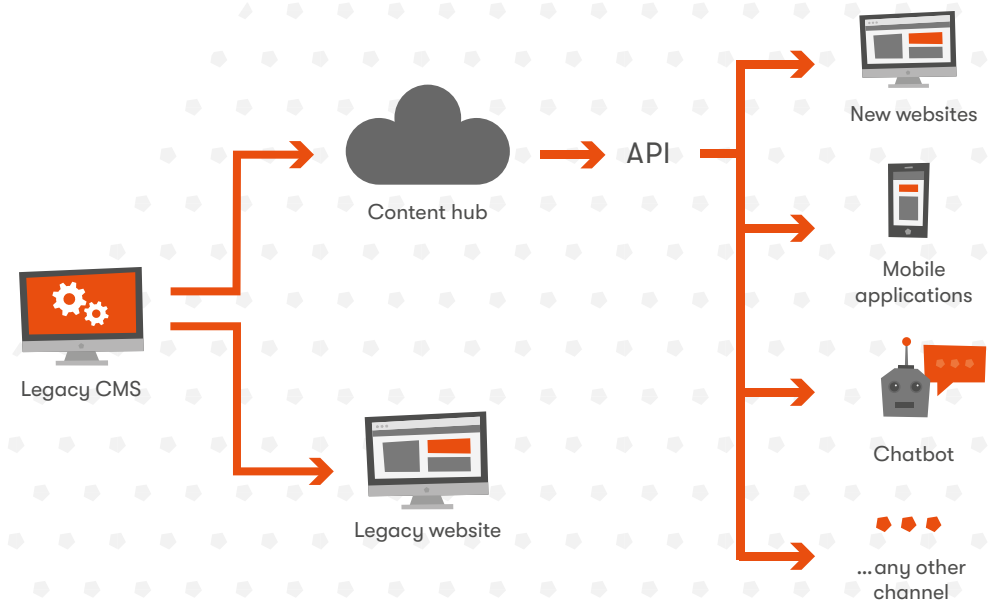 New websites
API
Content hub
Mobile
applications
Legacy CMS
Chatbot
Legacy website
...any other
channel